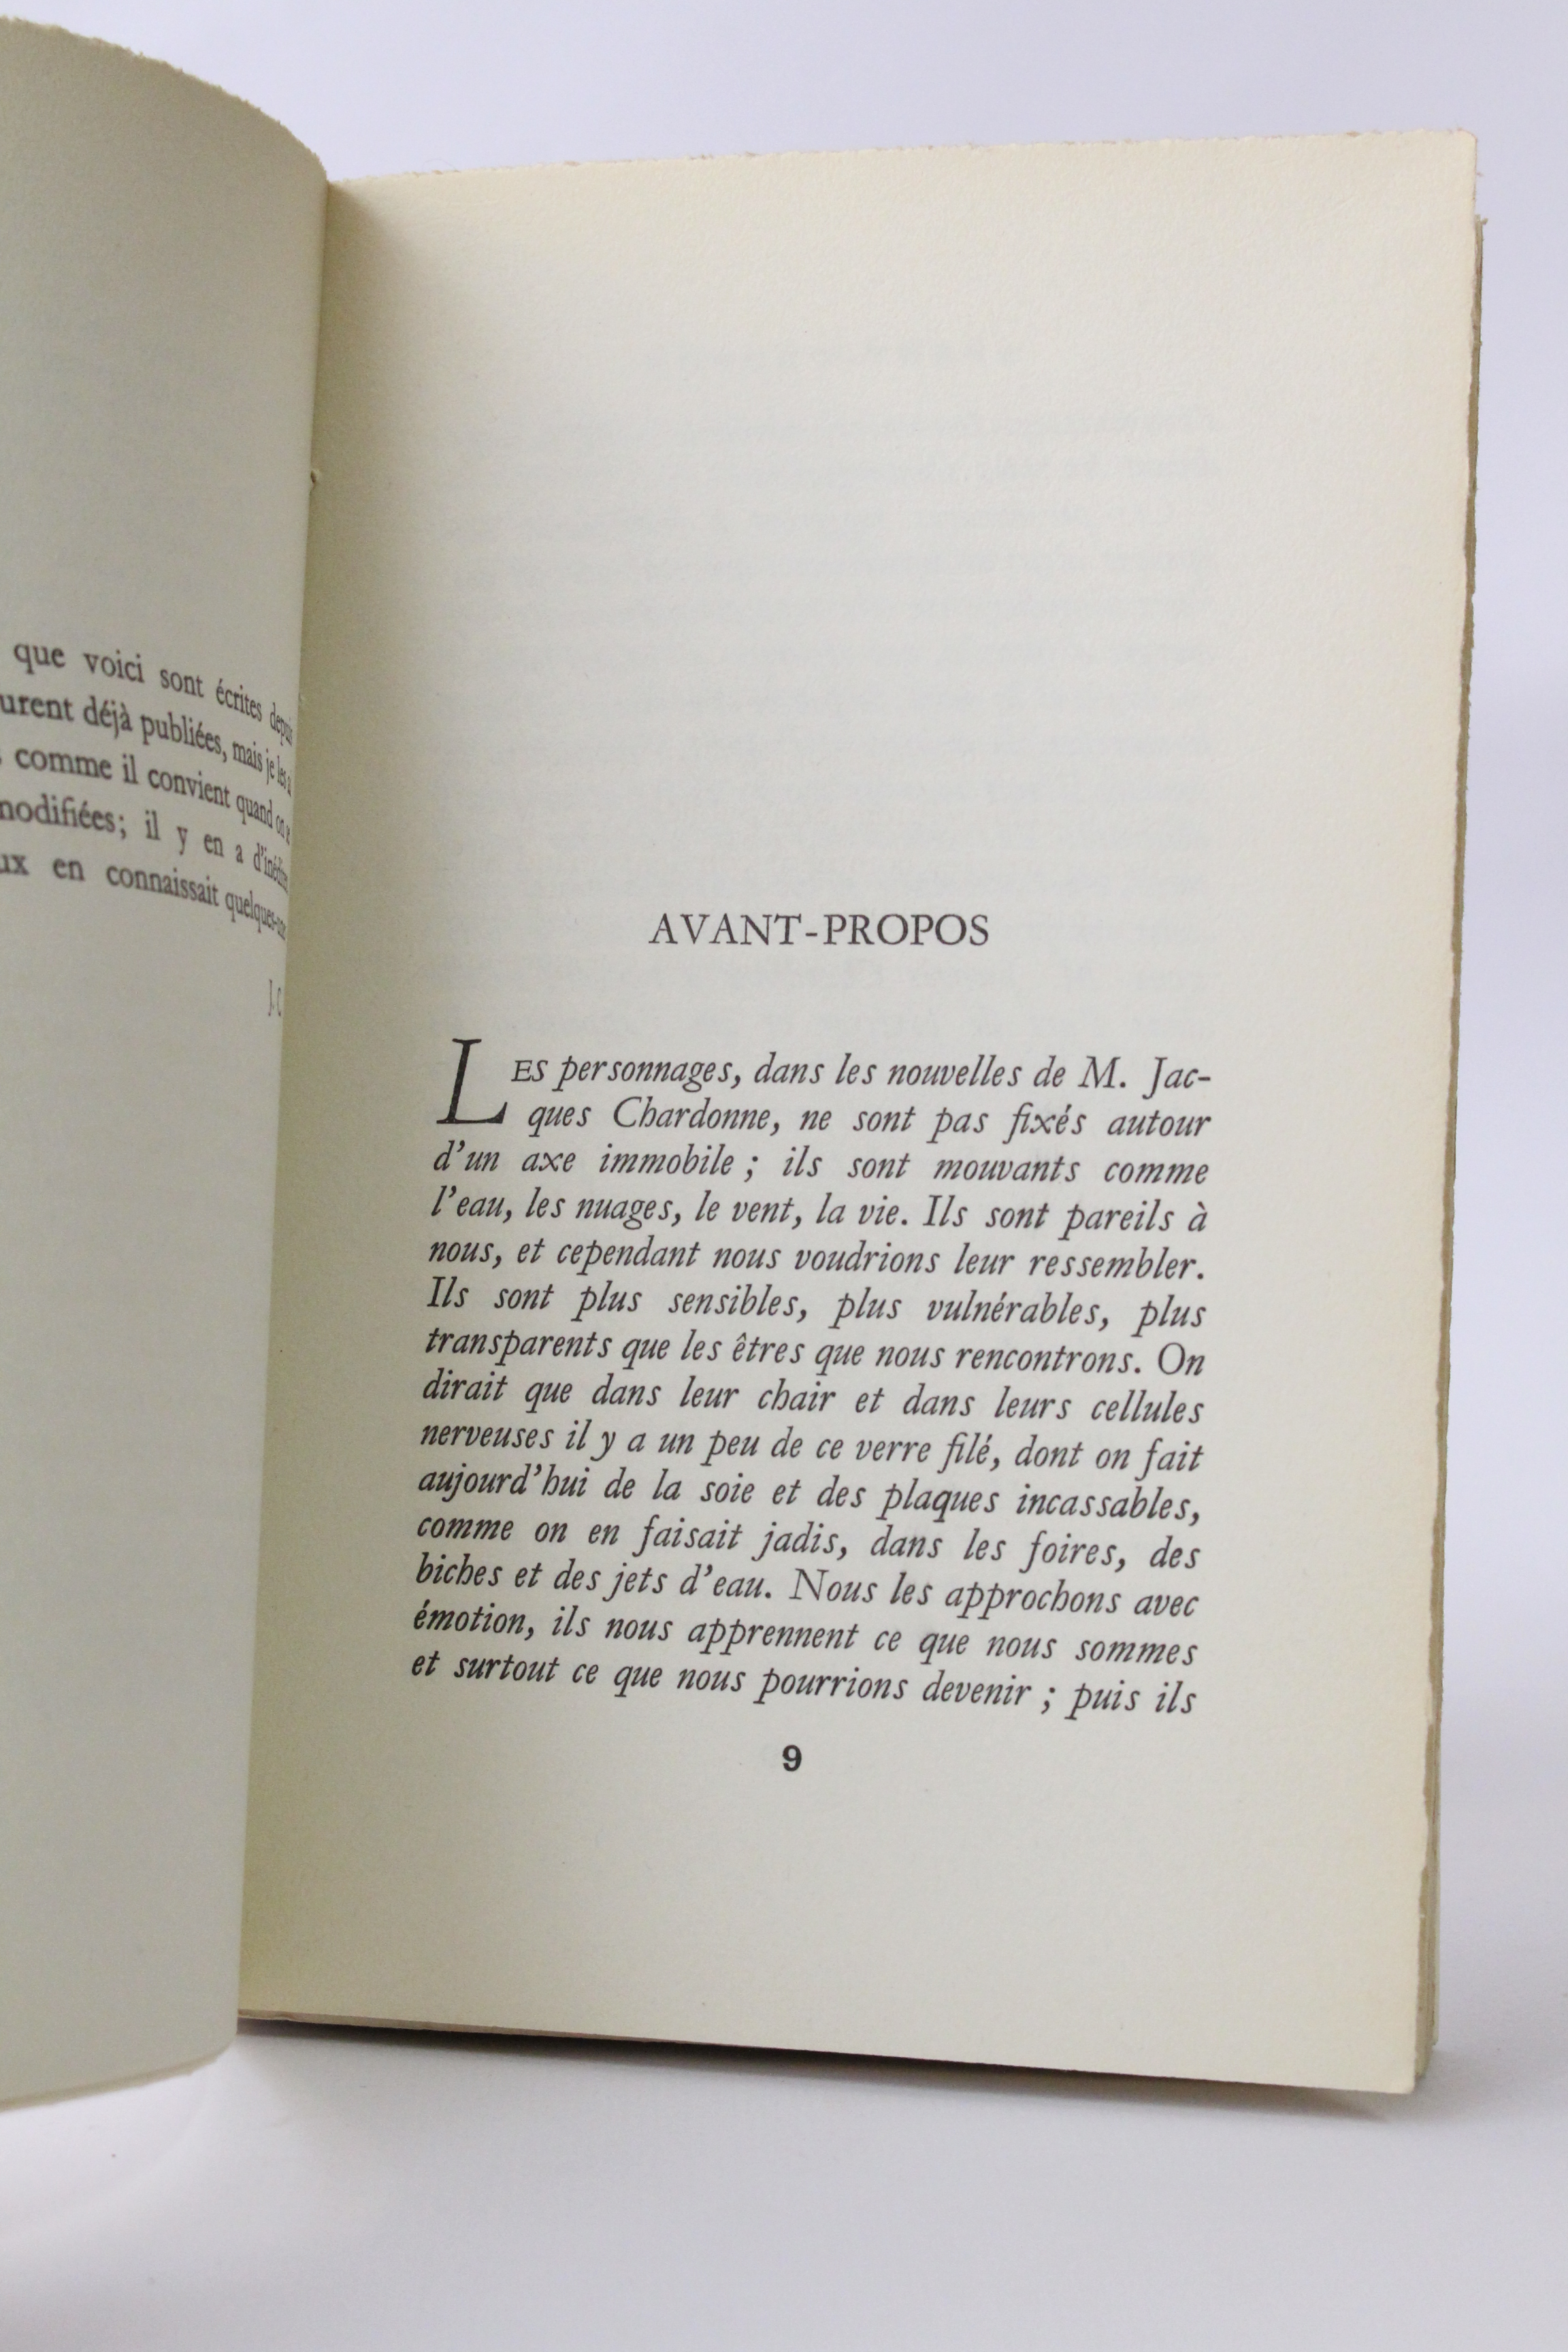 que voici sont écrites depuis
déjà publiées, mais je les
comme il convient quand on
il y en a
en connaissait
AVANT-PROPOS
LES personnages, dans les nouvelles de M. Jac-
ques Chardonne, ne sont pas fixés autour
d'un axe immobile ; ils sont mouvants comme
l'eau, les nuages, le vent, la vie. Ils sont pareils à
nous, et cependant nous voudrions leur ressembler.
Ils sont plus sensibles, plus vulnérables, plus
transparents que les êtres que nous rencontrons. On
dirait que dans leur chair et dans leurs cellules
nerveuses il y a un peu de ce verre filé, dont on fait
aujourd'hui de la soie et des plaques incassables,
comme on en faisait jadis, dans les foires, des
biches et des jets d'eau. Nous les approchons avec
émotion, ils nous apprennent ce que nous sommes
et surtout ce que nous pourrions devenir ; puis ils
9